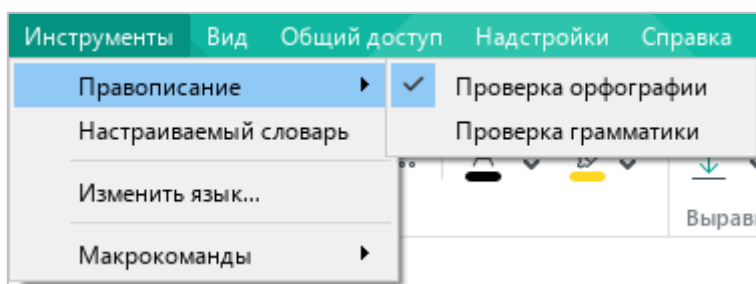 Инструменты Вид Общий доступ Надстройки Справка
Правописание Проверка орфографии
Настраиваемый словарь Проверка грамматики
Изменить язык...
Макрокоманды